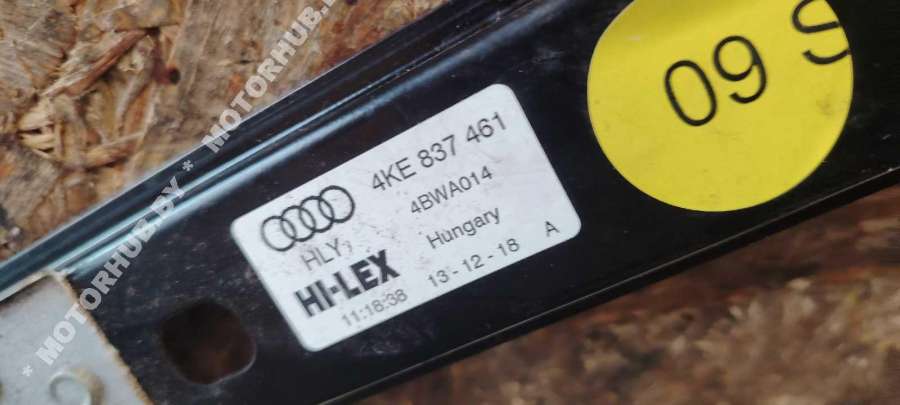 4KE 837 461
4BWA014
HLY,
Hungary
HI-LEX
13-12-18 A
11:18:38
09 S
* MOTORHUB.BY * MOTORHUB.BY *